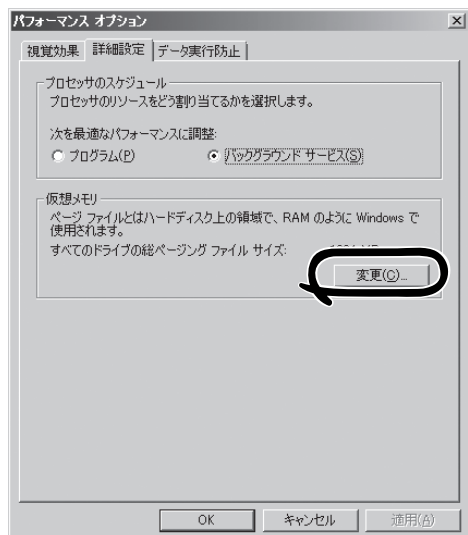 パフォーマンス オプション
視覚効果 詳細設定 データ実行防止
プロセッサのスケジュール
プロセッサのリソースをどう割り当てるかを選択します。
次を最適なパフォーマンスに調整:
プログラム(P) バックグラウンド サービス(S)
仮想メモリ
ページ ファイルとはハードディスク上の領域で、RAM のように Windows で
使用されます。
すべてのドライブの総ページング ファイル サイズ:
変更(C)...
OK キャンセル 適用(A)